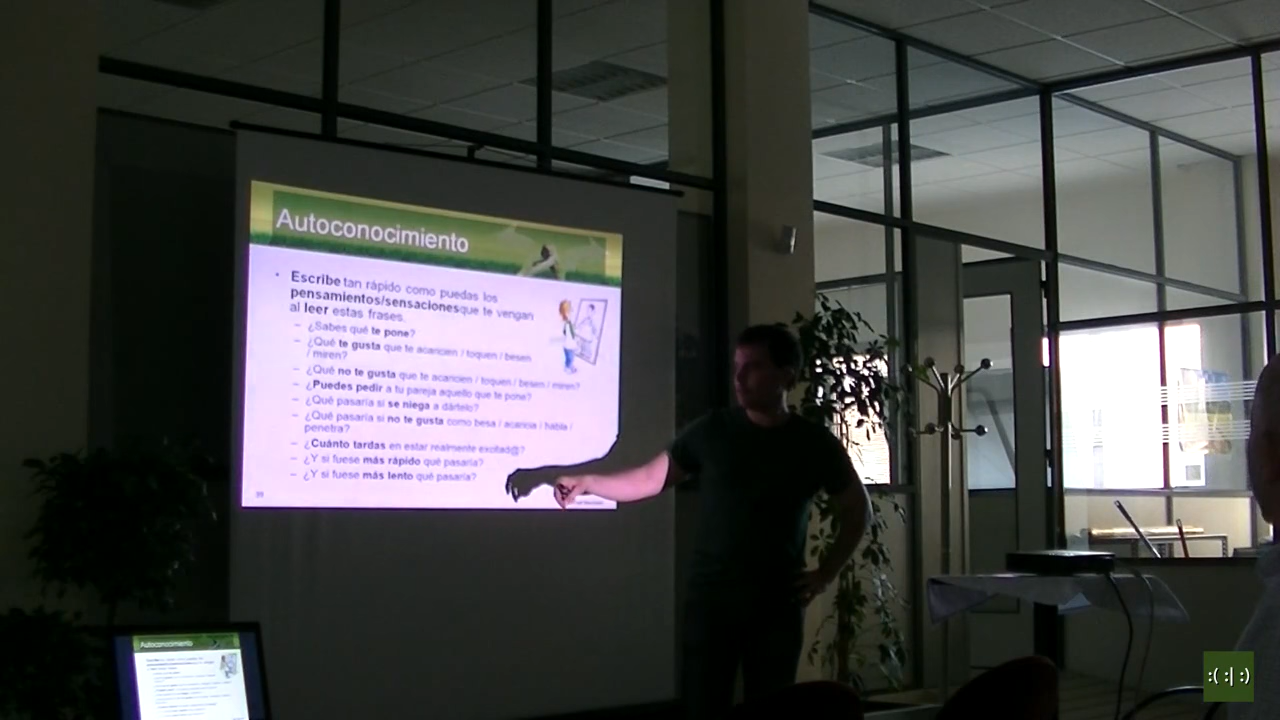 Autoconocimiento
• Escribe tan rápido como puedas los
pensamientos/sensaciones que te vengan
al leer estas frases.
– ¿Sabes qué te pone?
– ¿Qué te gusta que te acaricien / toquen / besen
/ miren?
– ¿Qué no te gusta que te acaricien / toquen / besen / miren?
– ¿Puedes pedir a tu pareja aquello que te pone?
– ¿Qué pasaría si se niega a dártelo?
– ¿Qué pasaría si no te gusta como besa / acaricia / habla /
penetra?
– ¿Cuánto tardas en estar realmente excitad@?
– ¿Y si fuese más rápido qué pasaría?
– ¿Y si fuese más lento qué pasaría?
Autoconocimiento
:( :| :)